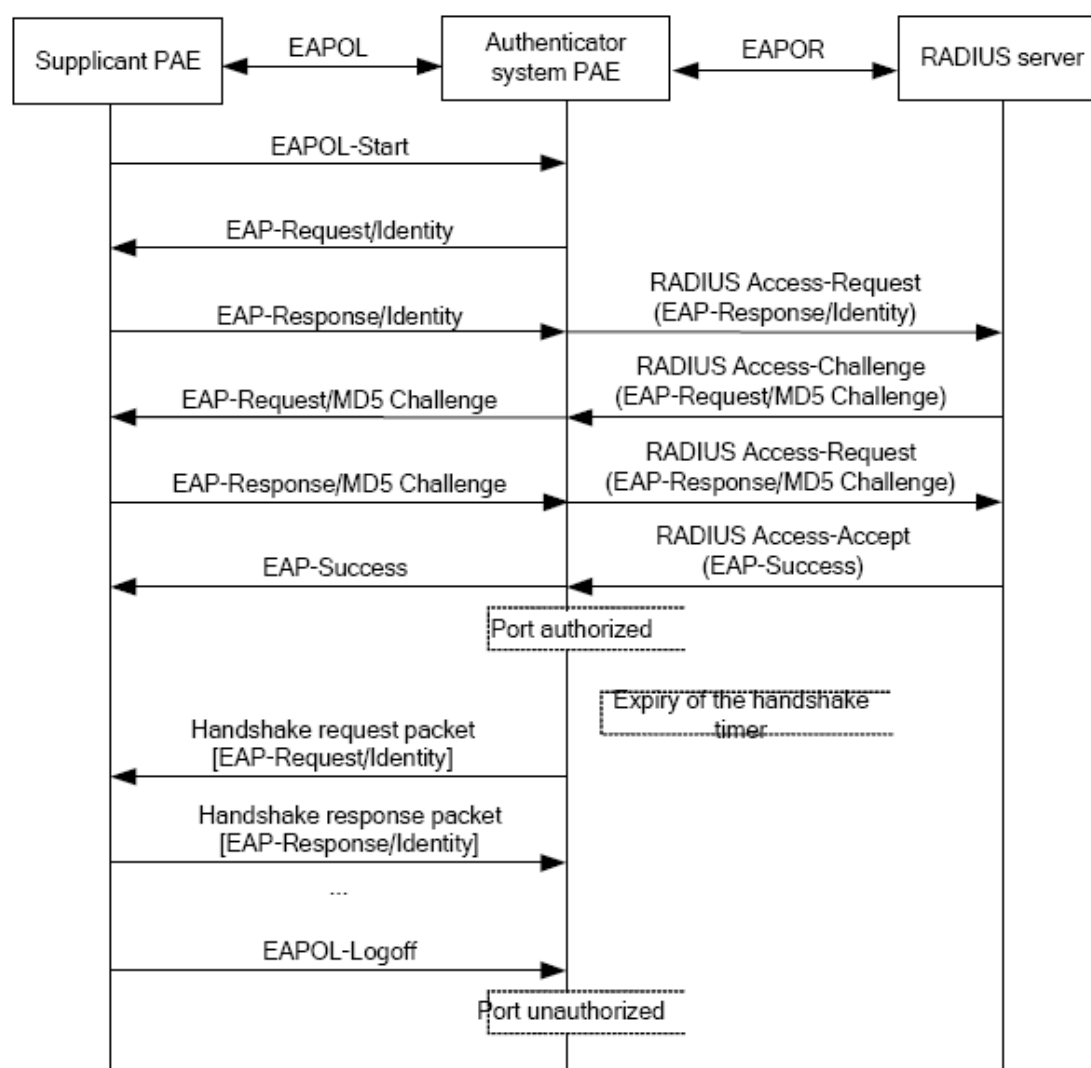 Supplicant PAE
EAPOL
Authenticator
system PAE
EAPOR
RADIUS server
EAPOL-Start
EAP-Request/Identity
RADIUS Access-Request
(EAP-Response/Identity)
EAP-Response/Identity
RADIUS Access-Challenge
(EAP-Request/MD5 Challenge)
EAP-Request/MD5 Challenge
RADIUS Access-Request
(EAP-Response/MD5 Challenge)
EAP-Response/MD5 Challenge
RADIUS Access-Accept
(EAP-Success)
EAP-Success
Port authorized
Expiry of the handshake
timer
Handshake request packet
[EAP-Request/Identity]
Handshake response packet
[EAP-Response/Identity]
...
EAPOL-Logoff
Port unauthorized